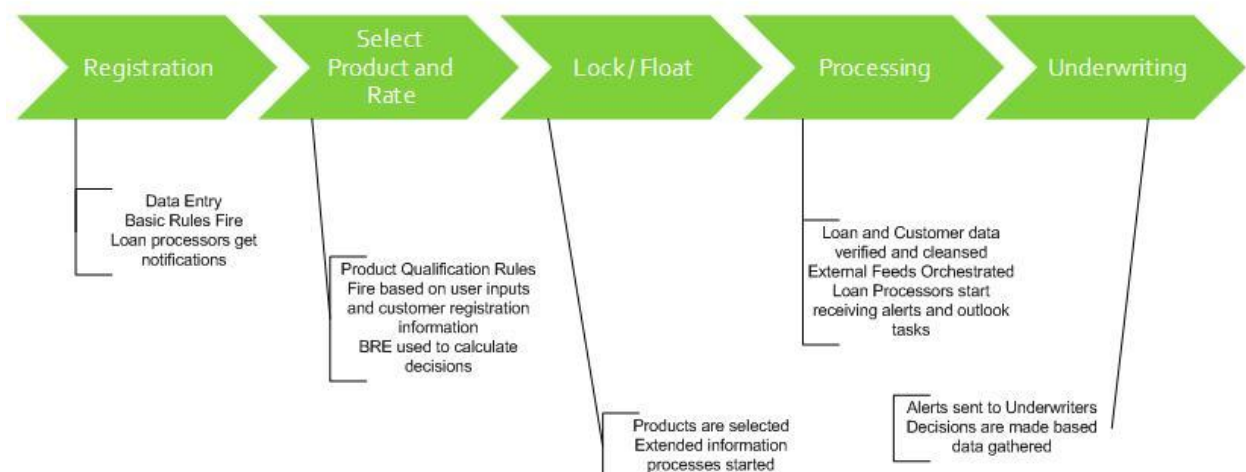 Registration
Select
Product and
Rate
Lock / Float
Processing
Underwriting
Data Entry
Basic Rules Fire
Loan processors get
notifications
Product Qualification Rules
Fire based on user inputs
and customer registration
information
BRE used to calculate
decisions
Products are selected
Extended information
processes started
Loan and Customer data
verified and cleansed
External Feeds Orchestrated
Loan Processors start
receiving alerts and outlook
tasks
Alerts sent to Underwriters
Decisions are made based
data gathered